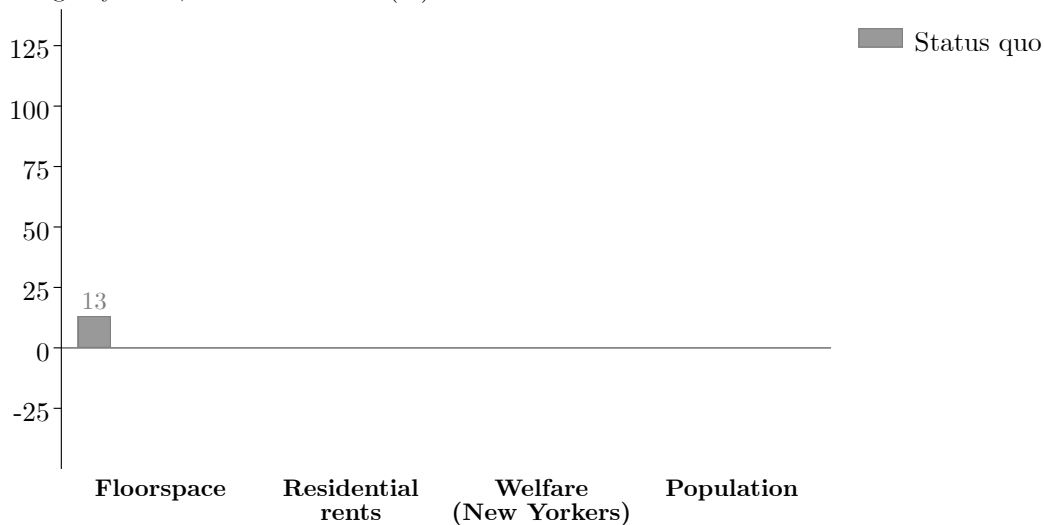 125
100
75
50
25
0
-25
13
Status quo
Floorspace
Residential
rents
Welfare
(New Yorkers)
Population